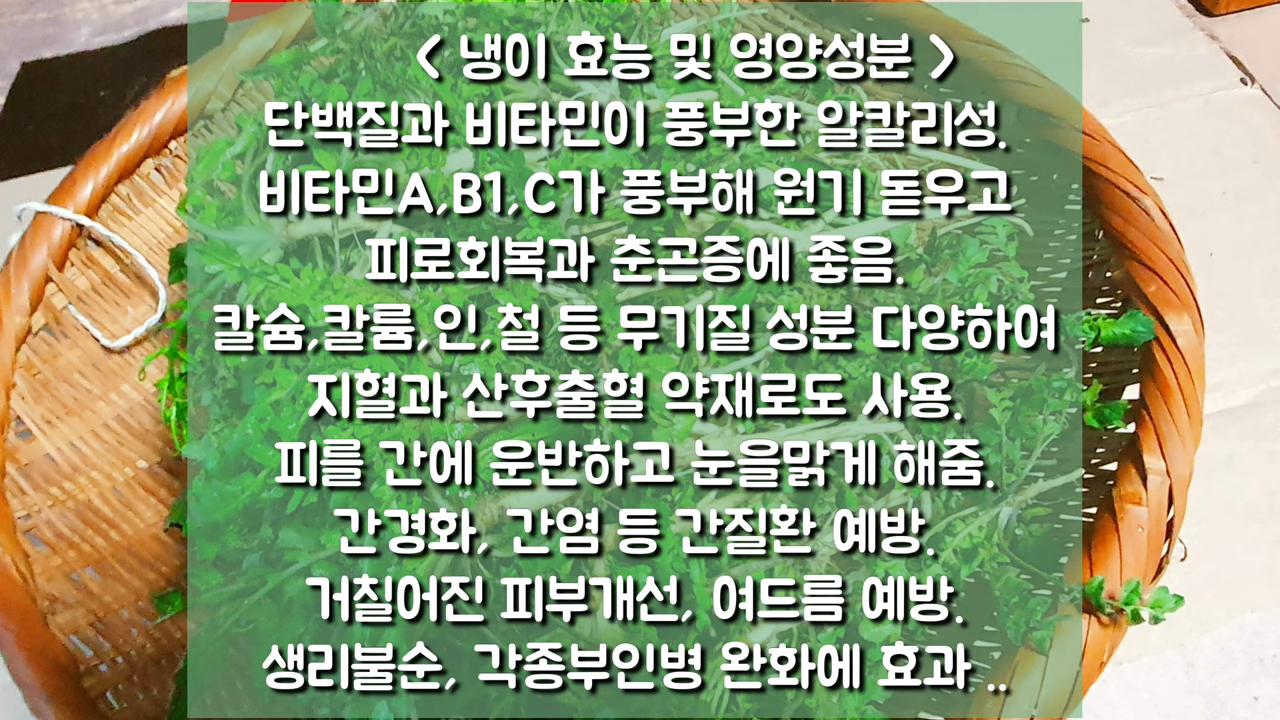 < 냉이 효능 및 영양성분 >
단백질과 비타민이 풍부한 알칼리성.
비타민A,B1,C가 풍부해 원기 돋우고
피로회복과 춘곤증에 좋음.
칼슘,칼륨,인,철 등 무기질 성분 다양하여
지혈과 산후출혈 약재로도 사용.
피를 간에 운반하고 눈을맑게 해줌.
간경화, 간염 등 간질환 예방.
거칠어진 피부개선, 여드름 예방.
생리불순, 각종부인병 완화에 효과 ..